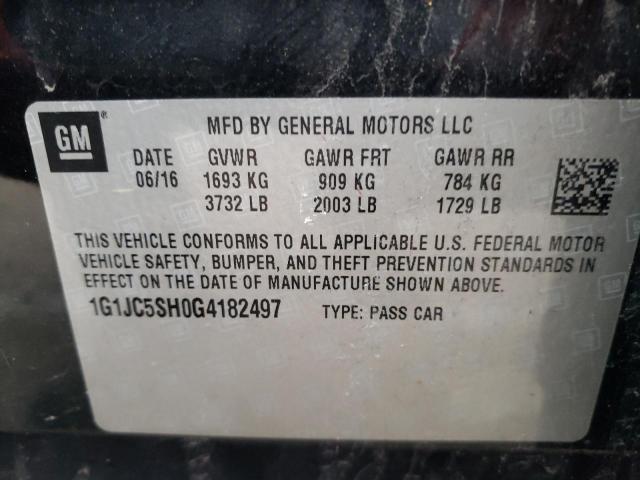 GM®
MFD BY GENERAL MOTORS LLC
DATE GVWR GAWR FRT GAWR RR
06/16 1693 KG 909 KG 784 KG
3732 LB 2003 LB 1729 LB
THIS VEHICLE CONFORMS TO ALL APPLICABLE U.S. FEDERAL MOTOR
VEHICLE SAFETY, BUMPER, AND THEFT PREVENTION STANDARDS IN
EFFECT ON THE DATE OF MANUFACTURE SHOWN ABOVE.
1G1JC5SH0G4182497 TYPE: PASS CAR